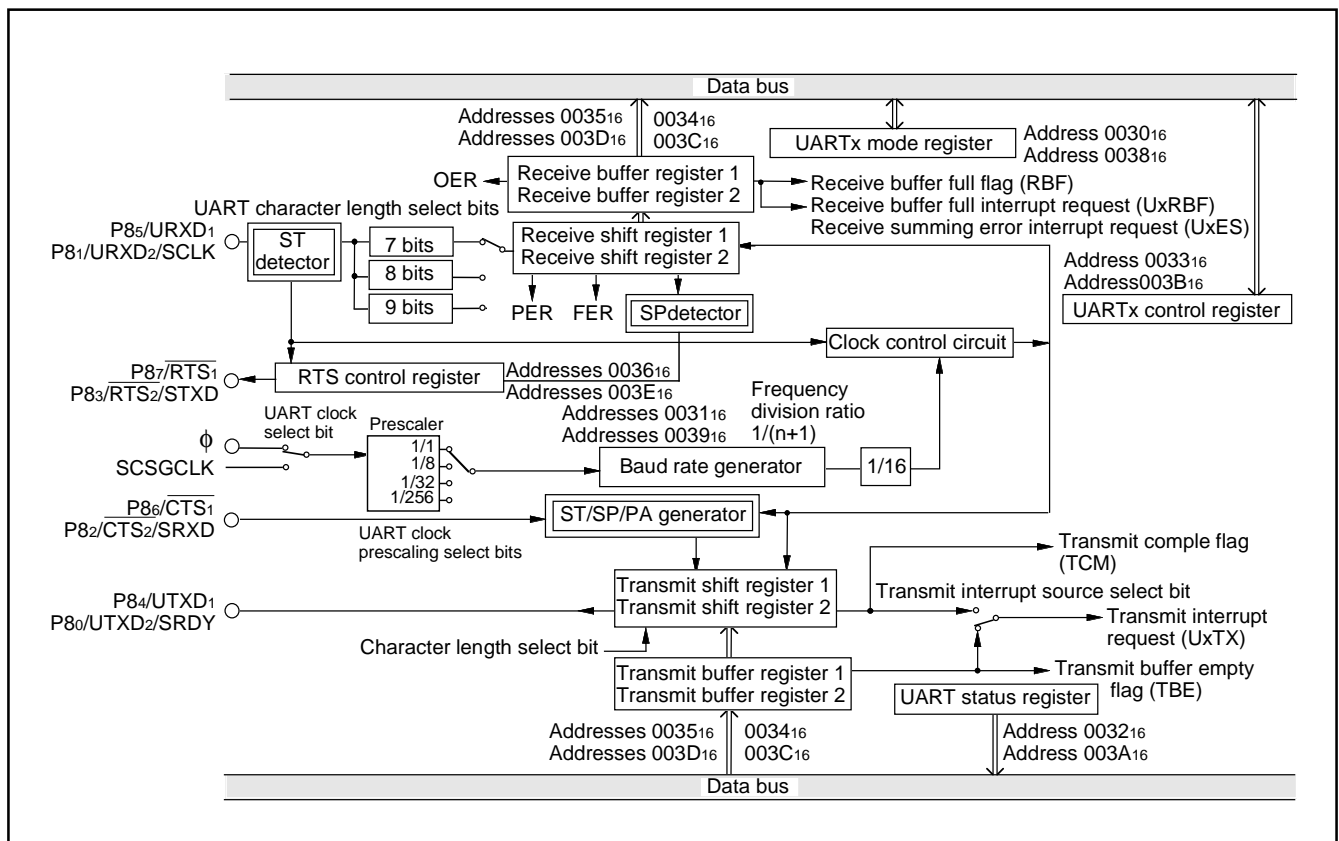 Data bus
Addresses 003516 003416
Addresses 003D16 003C16
UARTx mode register
Address 003016
Address 003816
OER
Receive buffer register 1
Receive buffer register 2
Receive buffer full flag (RBF)
Receive buffer full interrupt request (UxRBF)
Receive summing error interrupt request (UxES)
UART character length select bits
P85/URXD1
P81/URXD2/SCLK
ST
detector
7 bits
8 bits
9 bits
Receive shift register 1
Receive shift register 2
PER
FER
SPdetector
Address 003316
Address003B16
UARTx control register
Clock control circuit
P87/RTS1
P83/RTS2/STXD
RTS control register
Addresses 003616
Addresses 003E16
UART clock
select bit
Prescaler
Addresses 003116
Addresses 003916
Frequency
division ratio
1/(n+1)
ϕ
SCSGCLK
1/1
1/8
1/32
1/256
Baud rate generator
1/16
P86/CTS1
P82/CTS2/SRXD
UART clock
prescaling select bits
ST/SP/PA generator
Transmit comple flag
(TCM)
P84/UTXD1
P80/UTXD2/SRDY
Transmit shift register 1
Transmit shift register 2
Transmit interrupt source select bit
Transmit interrupt
request (UxTX)
Character length select bit
Transmit buffer register 1
Transmit buffer register 2
Transmit buffer empty
flag (TBE)
UART status register
Addresses 003516 003416
Addresses 003D16 003C16
Address 003216
Address 003A16
Data bus